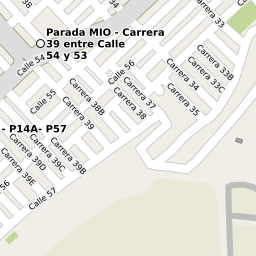 Parada MIO - Carrera
39 entre Calle
54 y 53
Calle 54
Calle 55
Calle 56
Carrera 33B
Carrera 33C
Carrera 33
Carrera 34
Carrera 35
Carrera 37
Carrera 38
Carrera 38B
Carrera 39
- P14A- P57
Carrera 39B
Carrera 39C
Carrera 39D
Carrera 39E
56
Calle 57